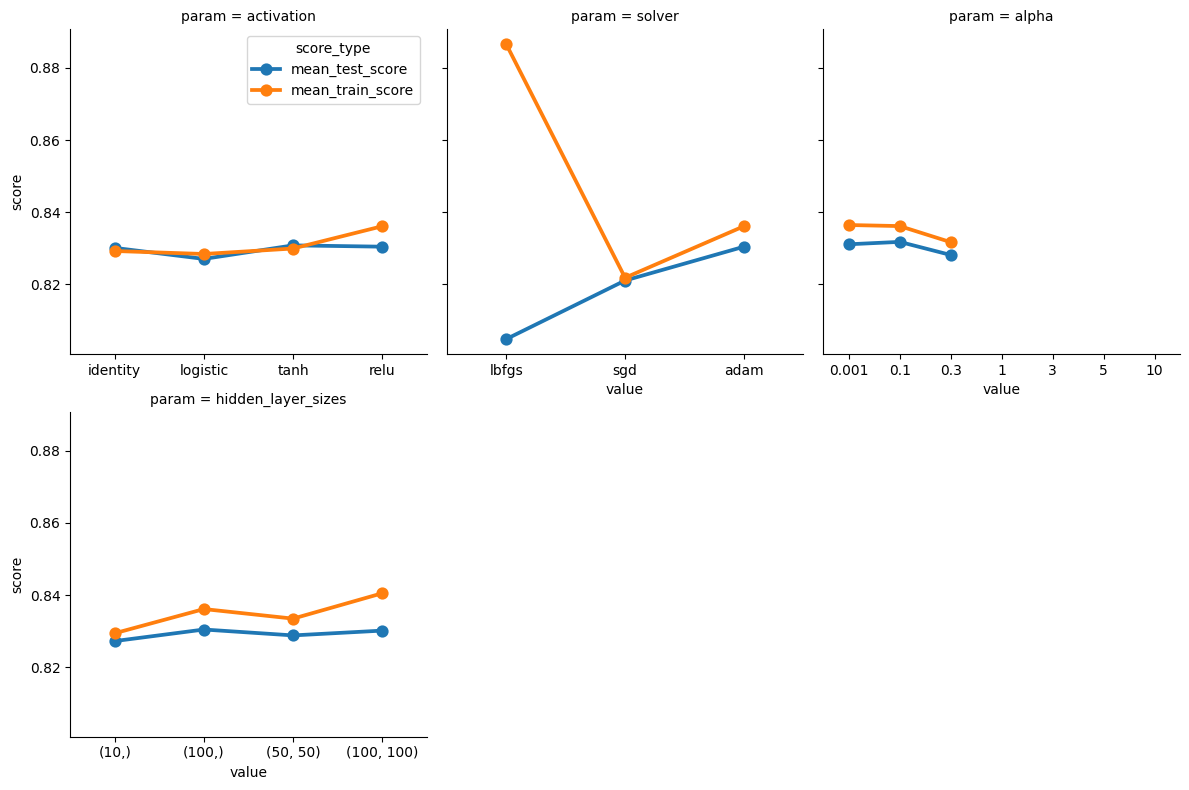 param = activation
param = solver
param = alpha
score_type
mean_test_score
mean_train_score
0.88
0.86
0.84
0.82
score
identity logistic tanh relu
lbfgs sgd adam
value
0.001 0.1 0.3 1 3 5 10
value
param = hidden_layer_sizes
0.88
0.86
0.84
0.82
score
(10,) (100,) (50, 50) (100, 100)
value